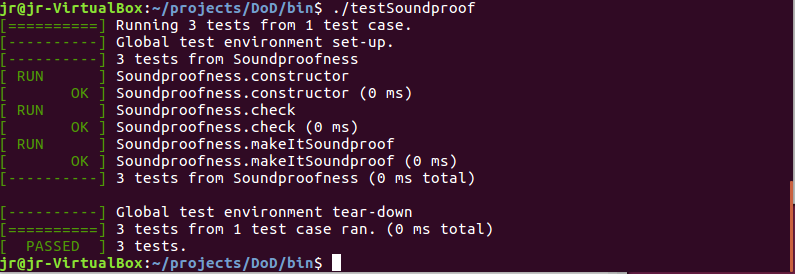 jr@jr-VirtualBox:~/projects/DoD/bin$ ./testSoundproof
[==========] Running 3 tests from 1 test case.
[----------] Global test environment set-up.
[----------] 3 tests from Soundproofness
[ RUN      ] Soundproofness.constructor
[       OK ] Soundproofness.constructor (0 ms)
[ RUN      ] Soundproofness.check
[       OK ] Soundproofness.check (0 ms)
[ RUN      ] Soundproofness.makeItSoundproof
[       OK ] Soundproofness.makeItSoundproof (0 ms)
[----------] 3 tests from Soundproofness (0 ms total)
[----------] Global test environment tear-down
[==========] 3 tests from 1 test case ran. (0 ms total)
[  PASSED  ] 3 tests.
jr@jr-VirtualBox:~/projects/DoD/bin$